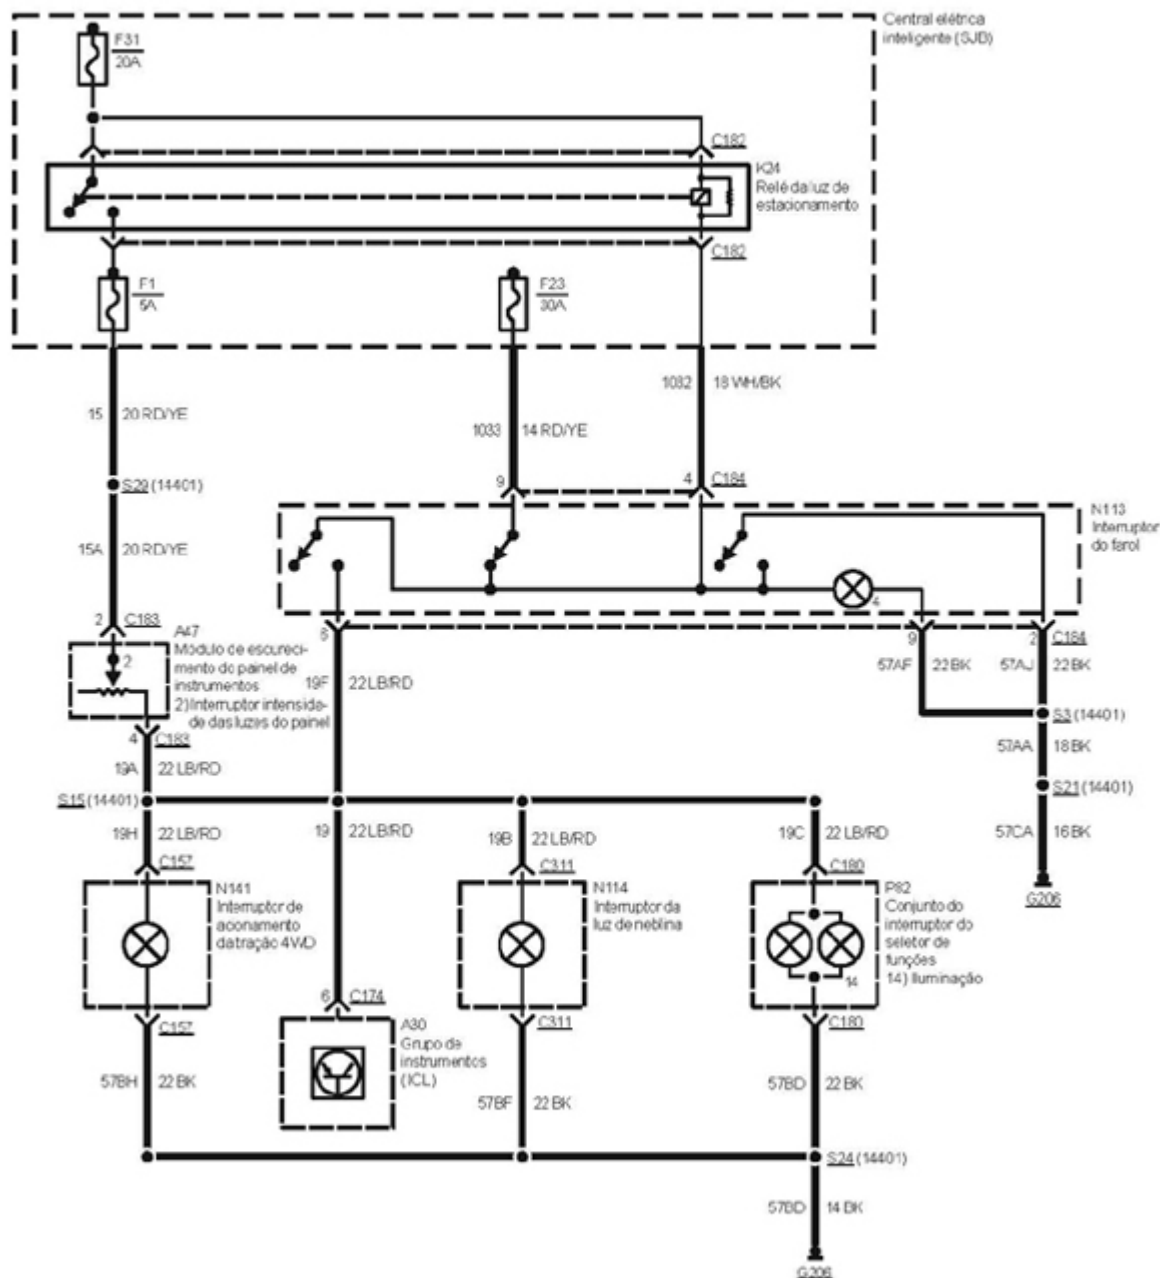 Central elétrica
inteligente (SJB)
F31
20A
C182
K24
Relé da luz de
estacionamento
C182
F1
5A
F23
30A
1032 18 WH/BK
15 20 RD/YE
1033 14 RD/YE
S29 (14401)
9
4 C184
N113
Interruptor
do farol
15A 20 RD/YE
4
2 C183
A47
Módulo de escureci-
mento do painel de
instrumentos
2) Interruptor intensida-
de das luzes do painel
2
9
2 C184
57AF 22 BK
57AJ 22 BK
19F 22 LB/RD
S3 (14401)
4 C183
57AA 18 BK
19A 22 LB/RD
S21 (14401)
S15 (14401)
57CA 16 BK
19H 22 LB/RD
19 22 LB/RD
19B 22 LB/RD
19C 22 LB/RD
C157
C311
C180
G206
N141
Interruptor de
acionamento
da tração 4WD
N114
Interruptor da
luz de neblina
P82
Conjunto do
interruptor do
seletor de
funções
14) Iluminação
14
6 C174
C157
A30
Grupo de
instrumentos
(ICL)
C311
C180
57BH 22 BK
57BF 22 BK
57BD 22 BK
S24 (14401)
57BD 14 BK
G206